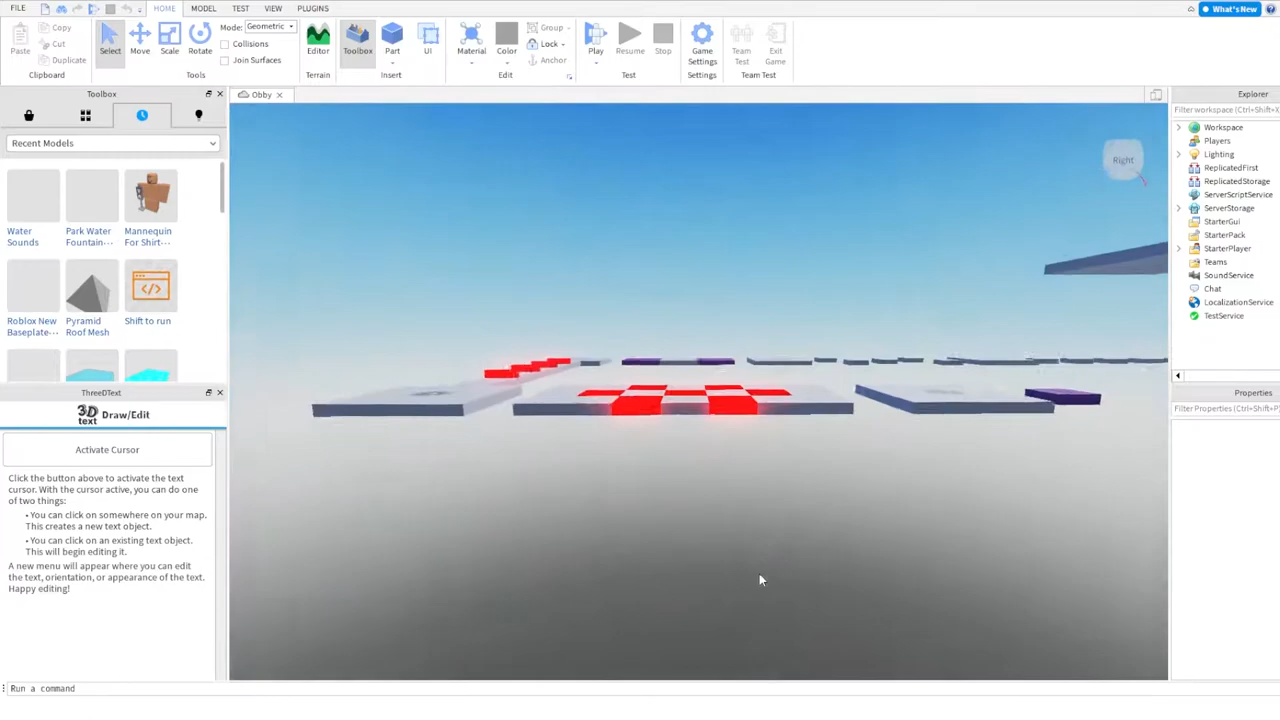 FILE HOME MODEL TEST VIEW PLUGINS What's New
Paste Copy Cut Duplicate Clipboard
Select Move Scale Rotate Mode: Geometric Collisions Join Surfaces Tools
Editor Terrain
Toolbox Part UI Insert
Material Color Group Lock Anchor Edit
Play Resume Stop Test
Game Settings Settings
Team Test Exit Game Team Test
Toolbox
Recent Models
Water Sounds
Park Water Fountain...
Mannequin For Shirt...
Roblox New Baseplate...
Pyramid Roof Mesh
Shift to run
ThreeDText
3D text Draw/Edit
Activate Cursor
Click the button above to activate the text
cursor. With the cursor active, you can do one
of two things:
• You can click on somewhere on your map.
This creates a new text object.
• You can click on an existing text object.
This will begin editing it.
A new menu will appear where you can edit
the text, orientation, or appearance of the text.
Happy editing!
Obby
Right
Explorer
Filter workspace (Ctrl+Shift+X
Workspace
Players
Lighting
ReplicatedFirst
ReplicatedStorage
ServerScriptService
ServerStorage
StarterGui
StarterPack
StarterPlayer
Teams
SoundService
Chat
LocalizationService
TestService
Properties
Filter Properties (Ctrl+Shift+P
Run a command